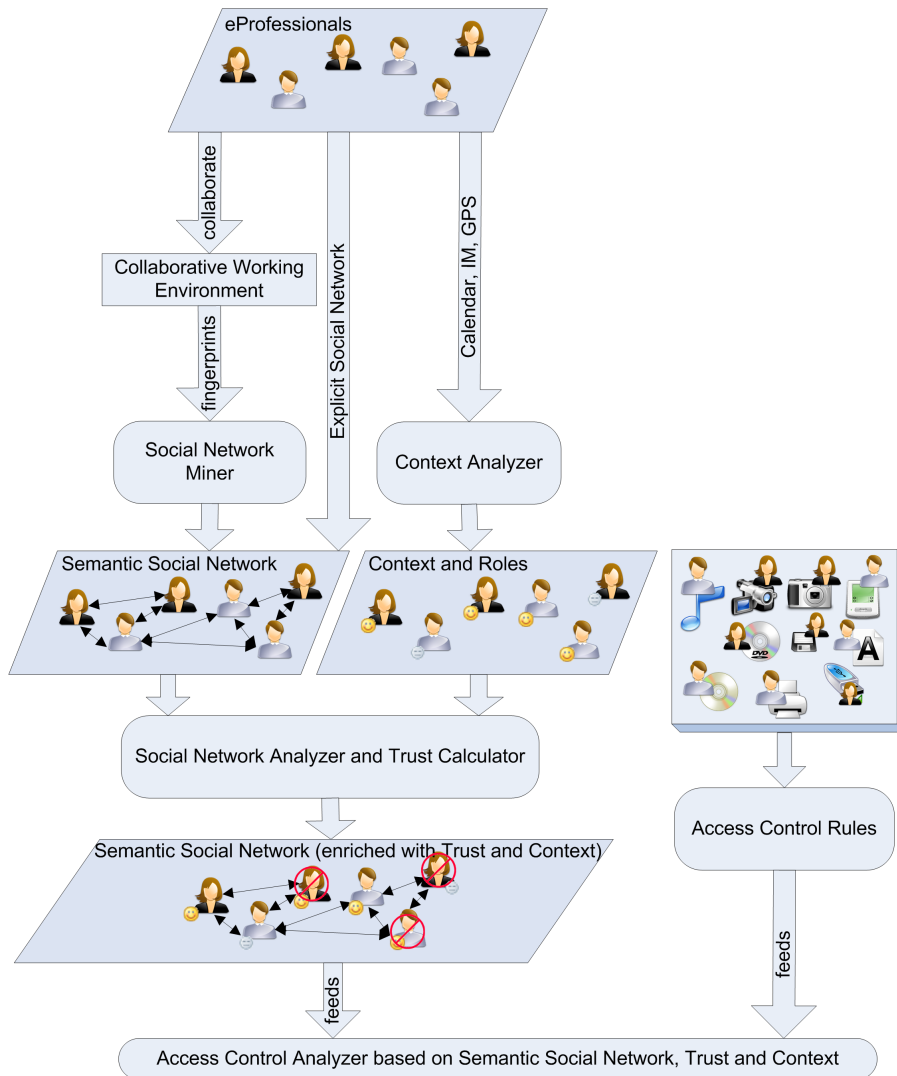 eProfessionals
collaborate
Explicit Social Network
Calendar, IM, GPS
Collaborative Working
Environment
fingerprints
Social Network
Miner
Context Analyzer
Semantic Social Network
Context and Roles
DVD
A
Social Network Analyzer and Trust Calculator
Access Control Rules
Semantic Social Network (enriched with Trust and Context)
feeds
feeds
Access Control Analyzer based on Semantic Social Network, Trust and Context